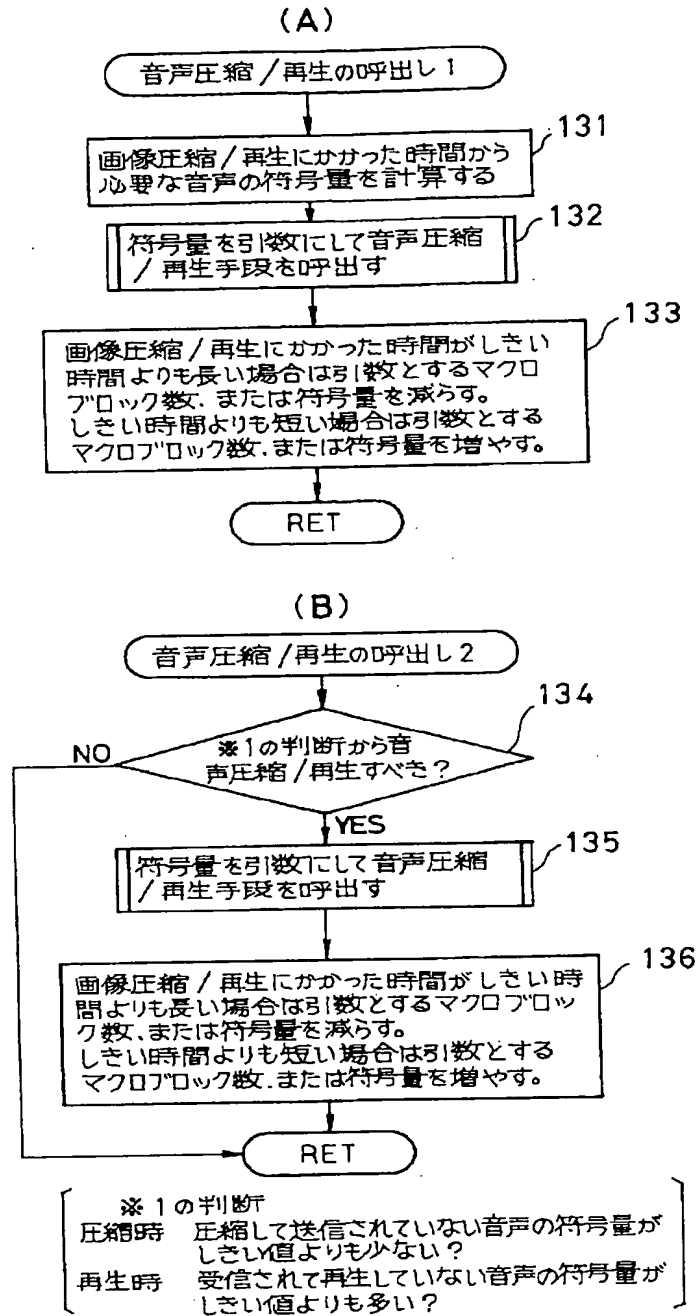 (A)
音声圧縮/再生の呼出し1
131
画像圧縮/再生にかかった時間から
必要な音声の符号量を計算する
132
符号量を引数にして音声圧縮
/再生手段を呼出す
133
画像圧縮/再生にかかった時間がしきい
時間よりも長い場合は引数とするマクロ
ブロック数、または符号量を減らす。
しきい時間よりも短い場合は引数とする
マクロブロック数、または符号量を増やす。
RET
(B)
音声圧縮/再生の呼出し2
134
NO
※1の判断から音
声圧縮/再生すべき?
YES
135
符号量を引数にして音声圧縮
/再生手段を呼出す
136
画像圧縮/再生にかかった時間がしきい時
間よりも長い場合は引数とするマクロブロッ
ク数、または符号量を減らす。
しきい時間よりも短い場合は引数とする
マクロブロック数、または符号量を増やす。
RET
※1の判断
圧縮時 圧縮して送信されていない音声の符号量が
しきい値よりも少ない?
再生時 受信されて再生していない音声の符号量が
しきい値よりも多い?